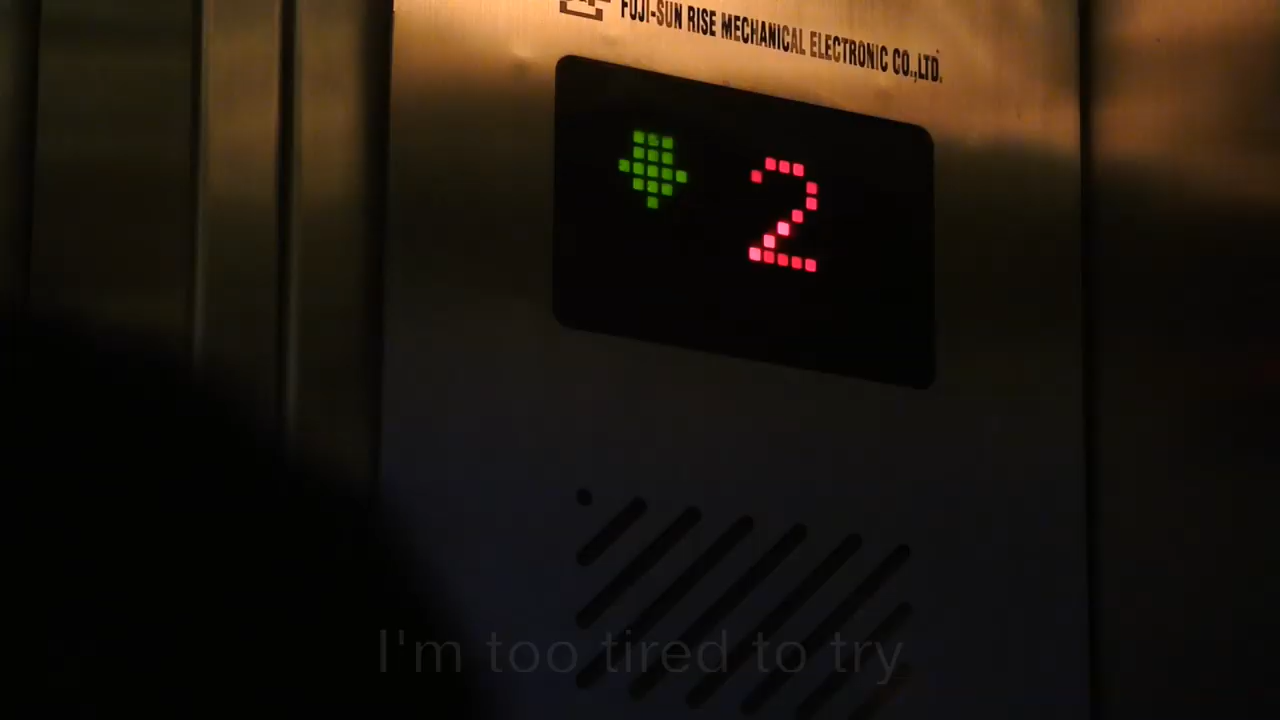 FUJI-SUN RISE MECHANICAL ELECTRONIC CO.,LTD.
2
I'm too tired to try